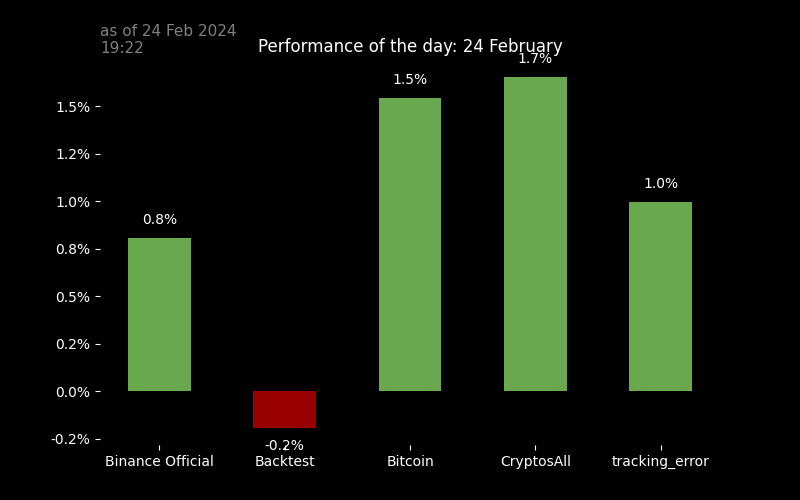 as of 24 Feb 2024
19:22
Performance of the day: 24 February
1.7%
1.5%
1.5%
1.2%
1.0%
1.0%
0.8%
0.8%
0.5%
0.2%
0.0%
-0.2%
-0.2%
Binance Official
Backtest
Bitcoin
CryptosAll
tracking_error